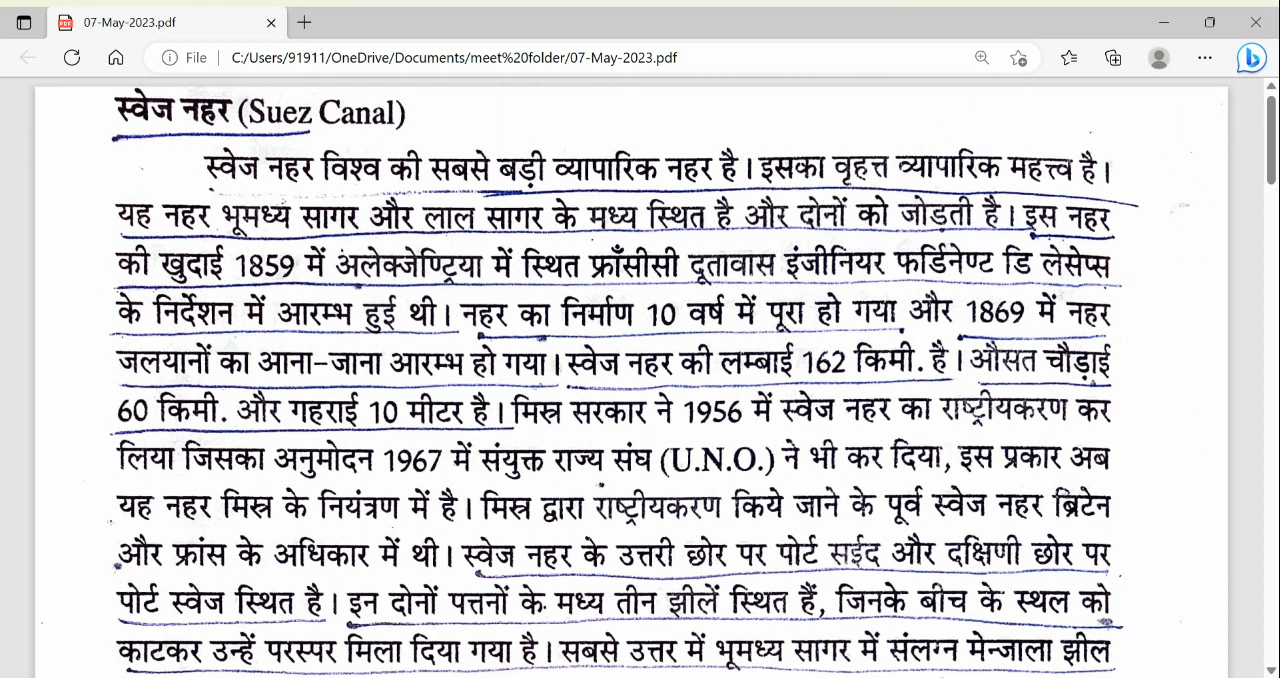 07-May-2023.pdf
File
C:/Users/91911/OneDrive/Documents/meet%20folder/07-May-2023.pdf
स्वेज नहर (Suez Canal)
स्वेज नहर विश्व की सबसे बड़ी व्यापारिक नहर है। इसका वृहत्त व्यापारिक महत्त्व है।
यह नहर भूमध्य सागर और लाल सागर के मध्य स्थित है और दोनों को जोड़ती है। इस नहर
की खुदाई 1859 में अलेक्जेण्ट्रिया में स्थित फ्राँसीसी दूतावास इंजीनियर फर्डिनेण्ट डि लेसेप्स
के निर्देशन में आरम्भ हुई थी। नहर का निर्माण 10 वर्ष में पूरा हो गया और 1869 में नहर
जलयानों का आना-जाना आरम्भ हो गया। स्वेज नहर की लम्बाई 162 किमी. है। औसत चौड़ाई
60 किमी. और गहराई 10 मीटर है। मिस्र सरकार ने 1956 में स्वेज नहर का राष्ट्रीयकरण कर
लिया जिसका अनुमोदन 1967 में संयुक्त राज्य संघ (U.N.O.) ने भी कर दिया, इस प्रकार अब
यह नहर मिस्र के नियंत्रण में है। मिस्र द्वारा राष्ट्रीयकरण किये जाने के पूर्व स्वेज नहर ब्रिटेन
और फ्रांस के अधिकार में थी। स्वेज नहर के उत्तरी छोर पर पोर्ट सईद और दक्षिणी छोर पर
पोर्ट स्वेज स्थित है। इन दोनों पत्तनों के मध्य तीन झीलें स्थित हैं, जिनके बीच के स्थल को
काटकर उन्हें परस्पर मिला दिया गया है। सबसे उत्तर में भूमध्य सागर में संलग्न मेन्जाला झील